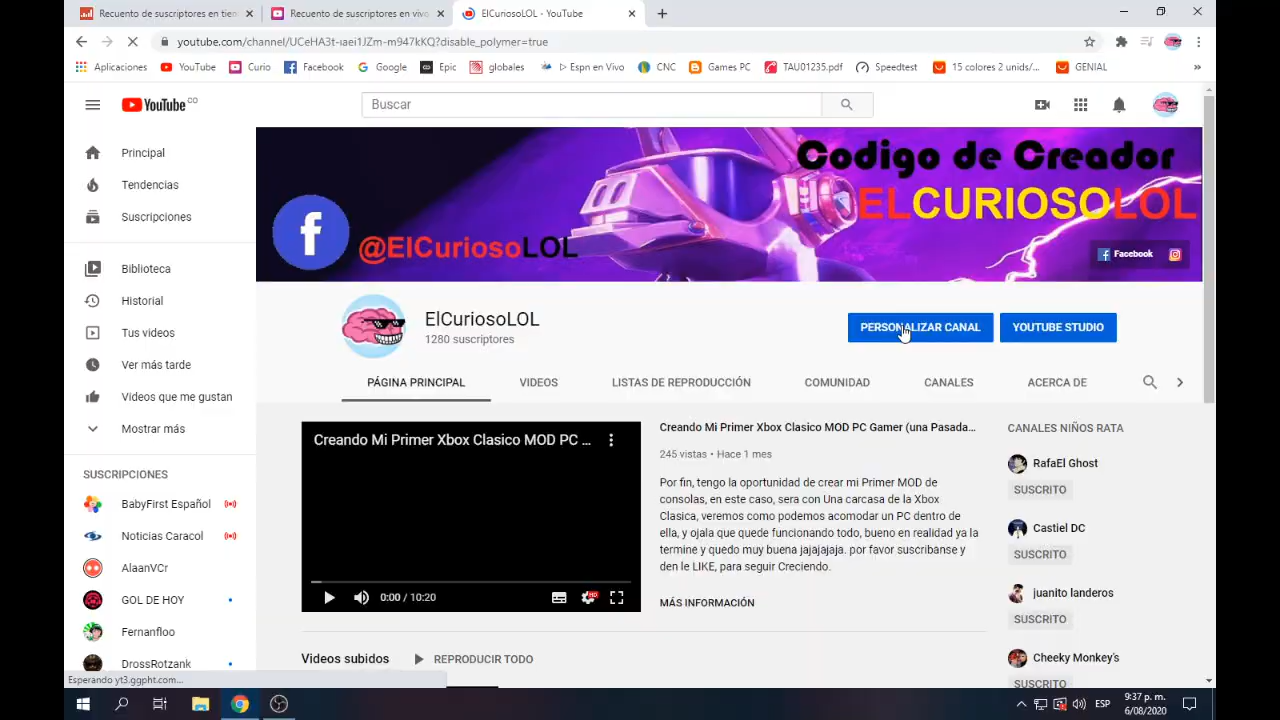 Recuento de suscriptores en tien
Recuento de suscriptores en vivo
ElCuriosoLOL - YouTube
youtube.com/channel/UCeHA3t-iaei1JZm-m947kKQ?disable_polymer=true
Aplicaciones
YouTube
Curio
Facebook
Google
Epic
globales
▷ Espn en Vivo
CNC
Games PC
TAU01235.pdf
Speedtest
15 colores 2 unids/...
GENIAL
»
YouTube CO
Buscar
Principal
Tendencias
Suscripciones
Biblioteca
Historial
Tus videos
Ver más tarde
Videos que me gustan
Mostrar más
SUSCRIPCIONES
BabyFirst Español
Noticias Caracol
AlaanVCr
GOL DE HOY
Fernanfloo
DrossRotzank
Esperando yt3.ggpht.com...
Codigo de Creador
ELCURIOSOLOL
@ElCuriosoLOL
Facebook
ElCuriosoLOL
1280 suscriptores
PERSONALIZAR CANAL
YOUTUBE STUDIO
PÁGINA PRINCIPAL
VIDEOS
LISTAS DE REPRODUCCIÓN
COMUNIDAD
CANALES
ACERCA DE
Creando Mi Primer Xbox Clasico MOD PC ...
0:00 / 10:20
HD
Creando Mi Primer Xbox Clasico MOD PC Gamer (una Pasada...
245 vistas • Hace 1 mes
Por fin, tengo la oportunidad de crear mi Primer MOD de
consolas, en este caso, sera con Una carcasa de la Xbox
Clasica, veremos como podemos acomodar un PC dentro de
ella, y ojala que quede funcionando todo, bueno en realidad ya la
termine y quedo muy buena jajajajaja. por favor suscribanse y
den le LIKE, para seguir Creciendo.
MÁS INFORMACIÓN
CANALES NIÑOS RATA
RafaEl Ghost
SUSCRITO
Castiel DC
SUSCRITO
juanito landeros
SUSCRITO
Cheeky Monkey's
SUSCRITO
Videos subidos
REPRODUCIR TODO
ESP
9:37 p. m.
6/08/2020